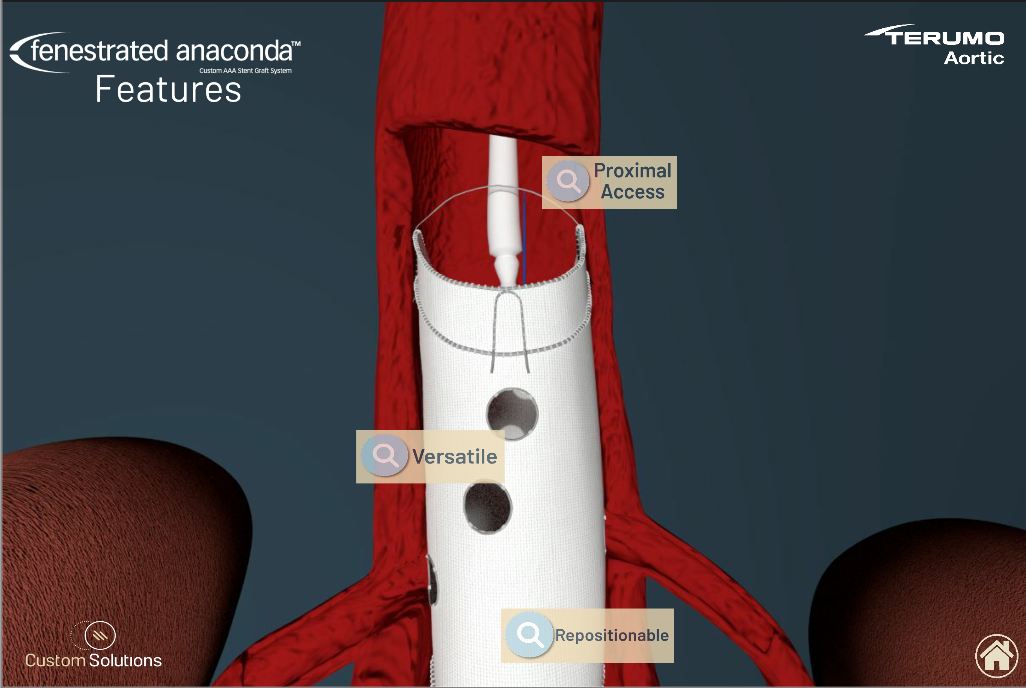 fenestrated anaconda™
Custom AAA Stent Graft System
Features
TERUMO
Aortic
Proximal
Access
Versatile
Repositionable
Custom Solutions